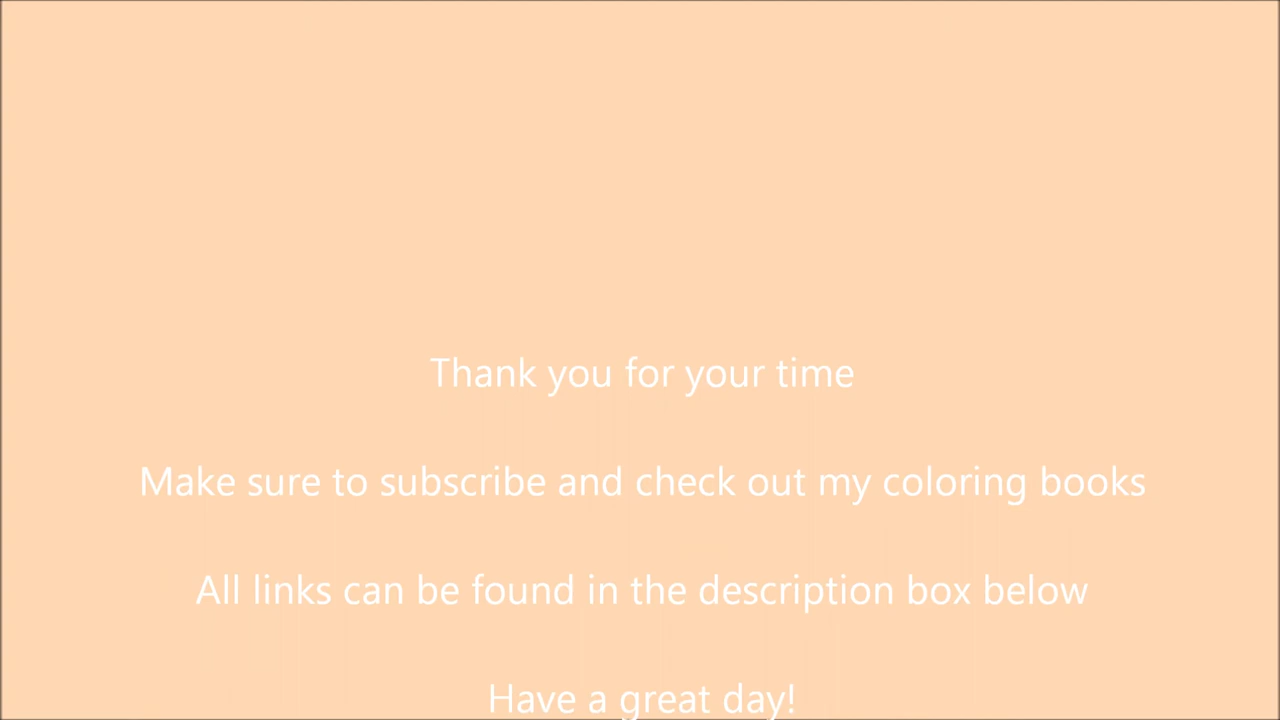 Thank you for your time
Make sure to subscribe and check out my coloring books
All links can be found in the description box below
Have a great day!